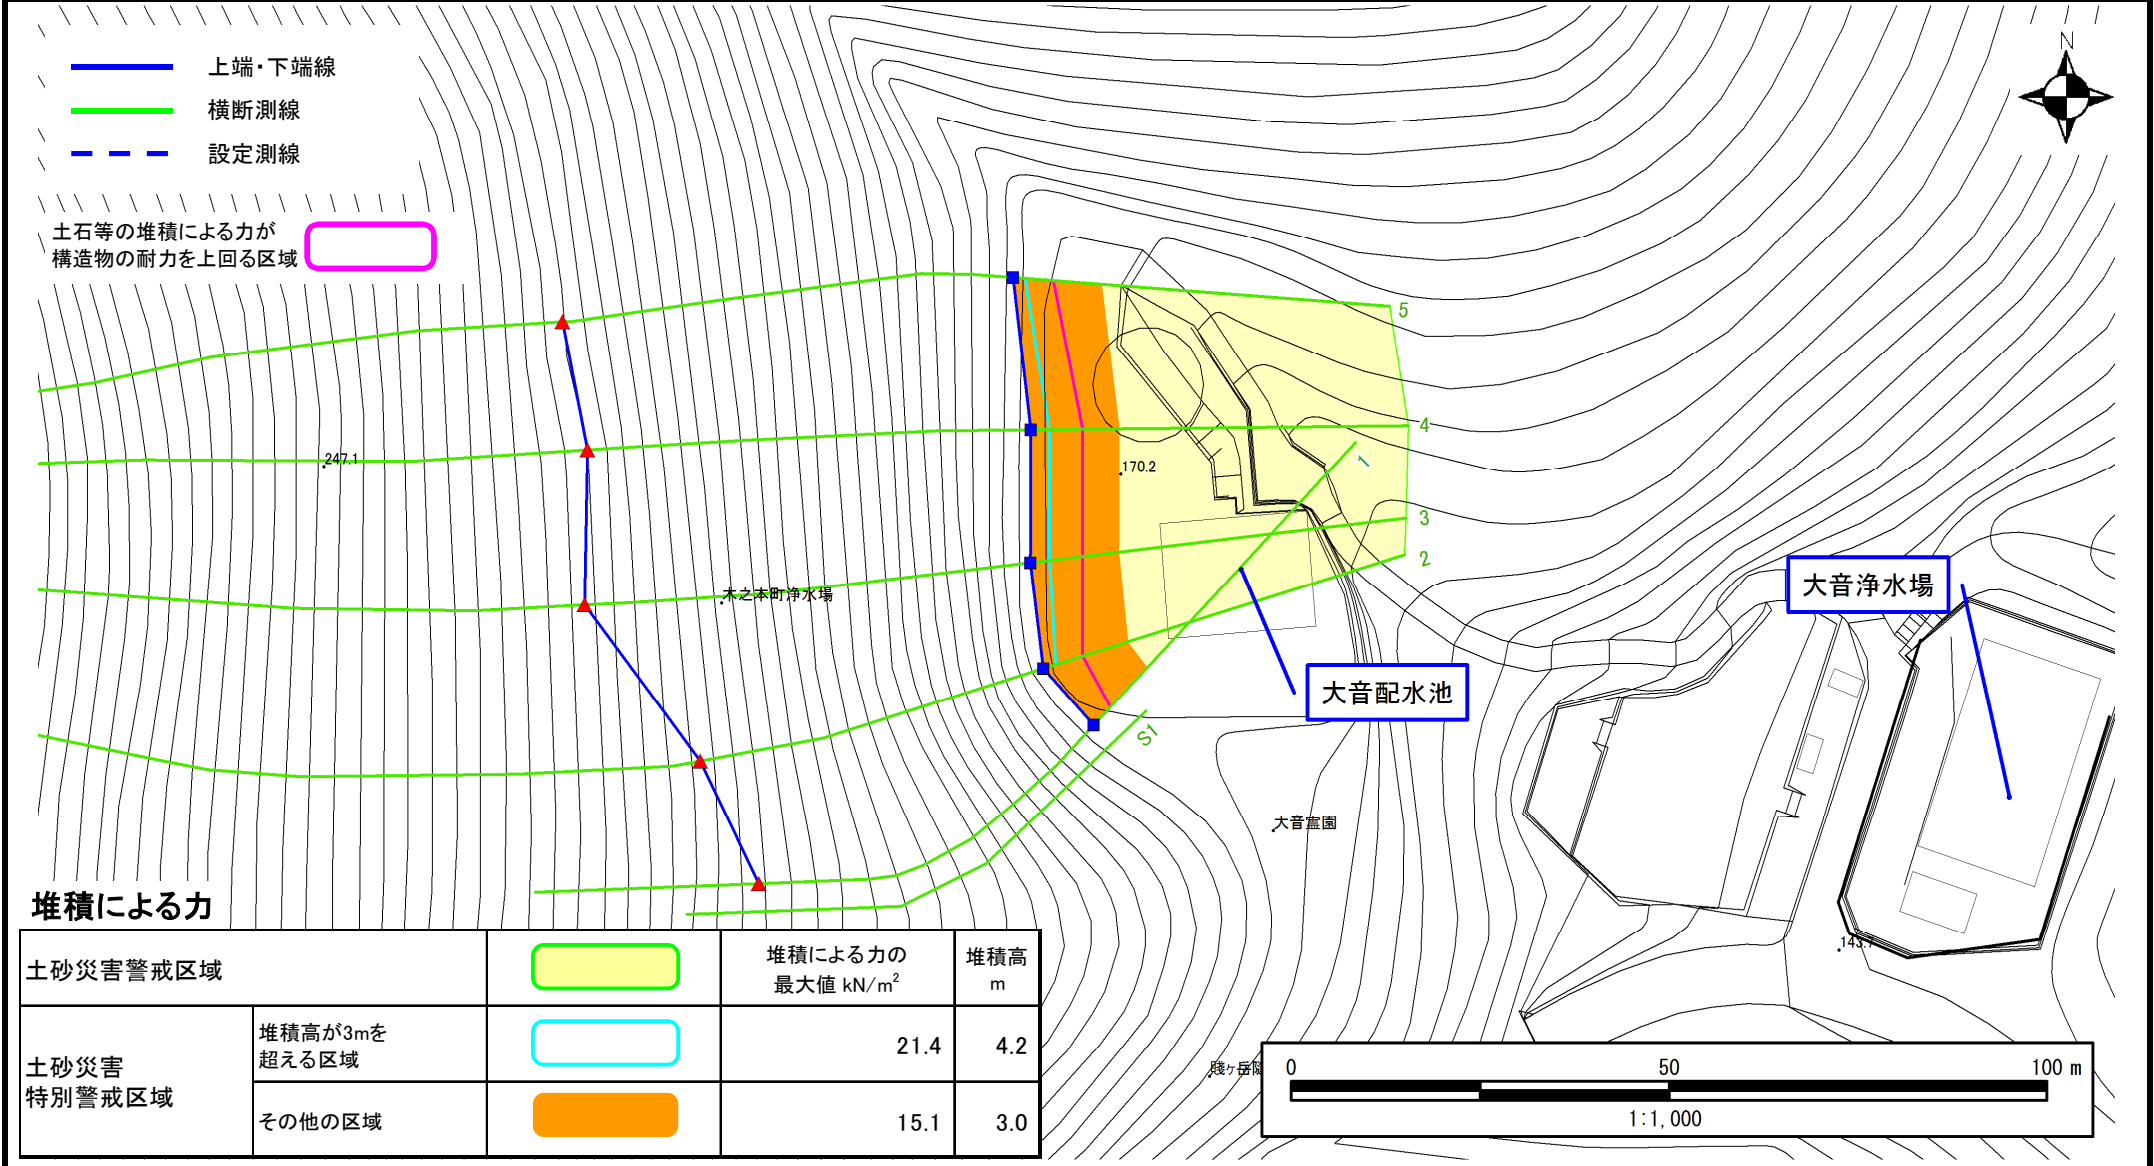 上端・下端線
横断測線
設定測線
土石等の堆積による力が
構造物の耐力を上回る区域
N
5
4
1
3
2
S1
247.1
170.2
木之本町浄水場
大音浄水場
大音配水池
大音霊園
143.7
賤ヶ岳隧
堆積による力
土砂災害警戒区域
堆積による力の
最大値 kN/m²
堆積高
m
土砂災害
特別警戒区域
堆積高が3mを
超える区域
21.4
4.2
その他の区域
15.1
3.0
0 50 100 m
1:1,000